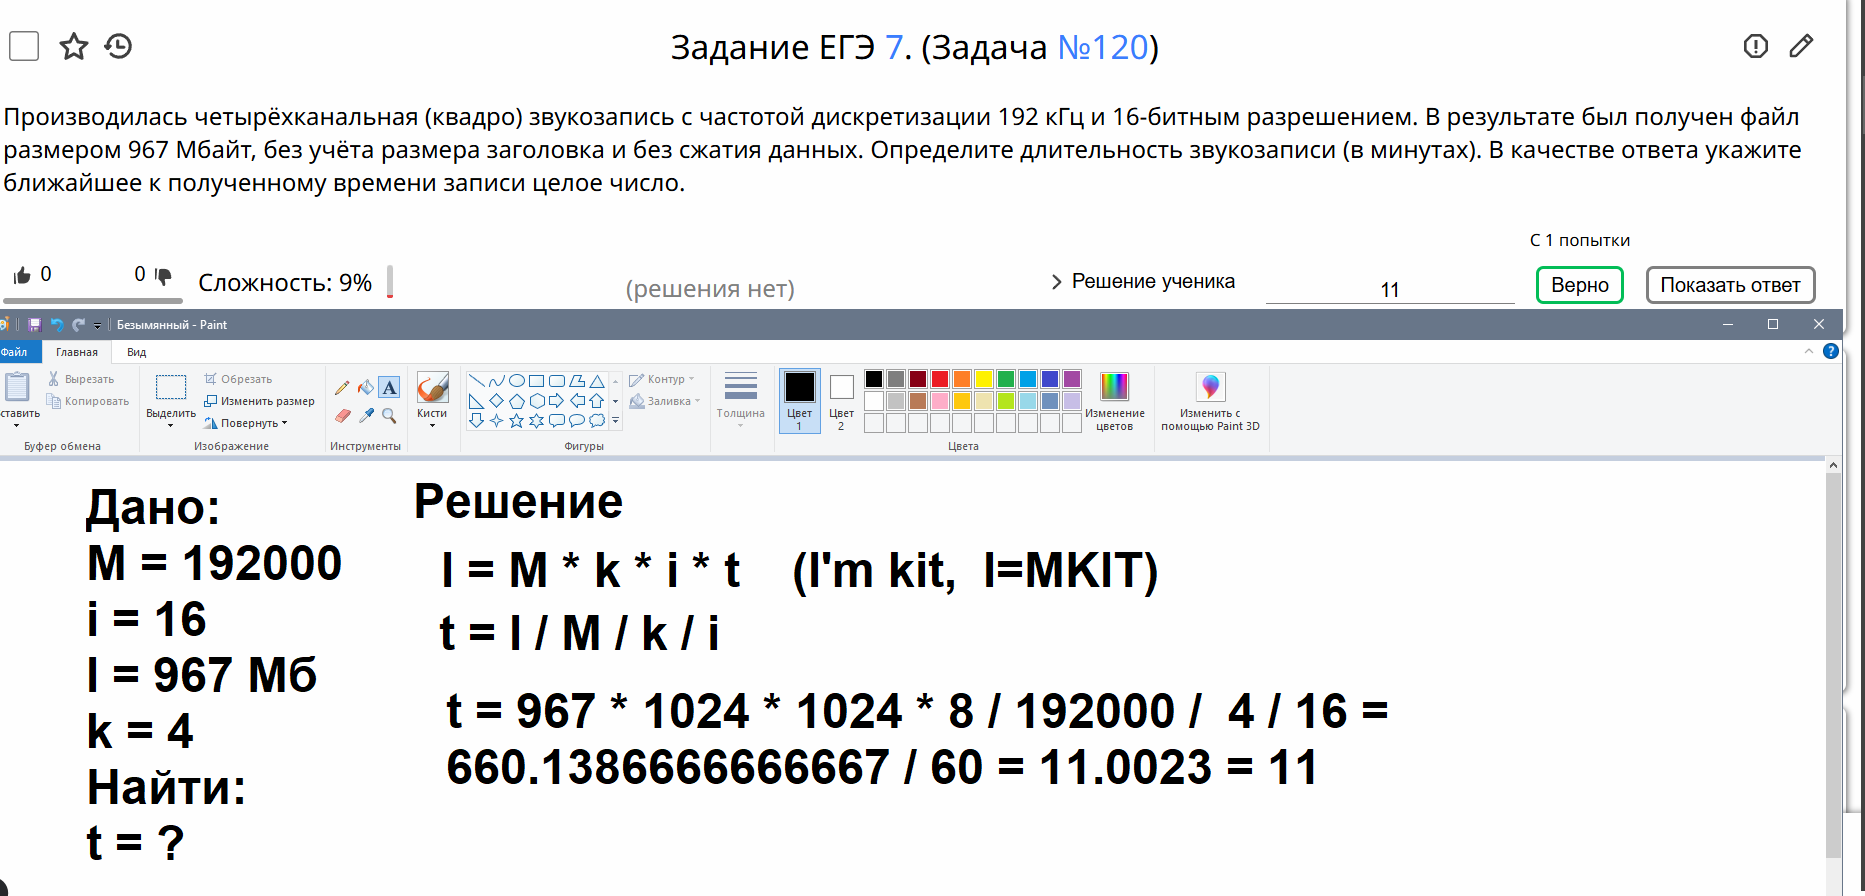 Задание ЕГЭ 7. (Задача №120)
Производилась четырёхканальная (квадро) звукозапись с частотой дискретизации 192 кГц и 16-битным разрешением. В результате был получен файл
размером 967 Мбайт, без учёта размера заголовка и без сжатия данных. Определите длительность звукозаписи (в минутах). В качестве ответа укажите
ближайшее к полученному времени записи целое число.
С 1 попытки
0 0 Сложность: 9% (решения нет) Решение ученика 11 Верно Показать ответ
Безымянный - Paint
Файл Главная Вид
Вырезать
Копировать
ставить
Буфер обмена
Выделить
Обрезать
Изменить размер
Повернуть
Изображение
A
Инструменты
Кисти
Контур
Заливка
Фигуры
Толщина
Цвет
1
Цвет
2
Цвета
Изменение
цветов
Изменить с
помощью Paint 3D
Дано:
M = 192000
i = 16
I = 967 Мб
k = 4
Найти:
t = ?
Решение
I = M * k * i * t (I'm kit, I=MKIT)
t = I / M / k / i
t = 967 * 1024 * 1024 * 8 / 192000 / 4 / 16 =
660.1386666666667 / 60 = 11.0023 = 11